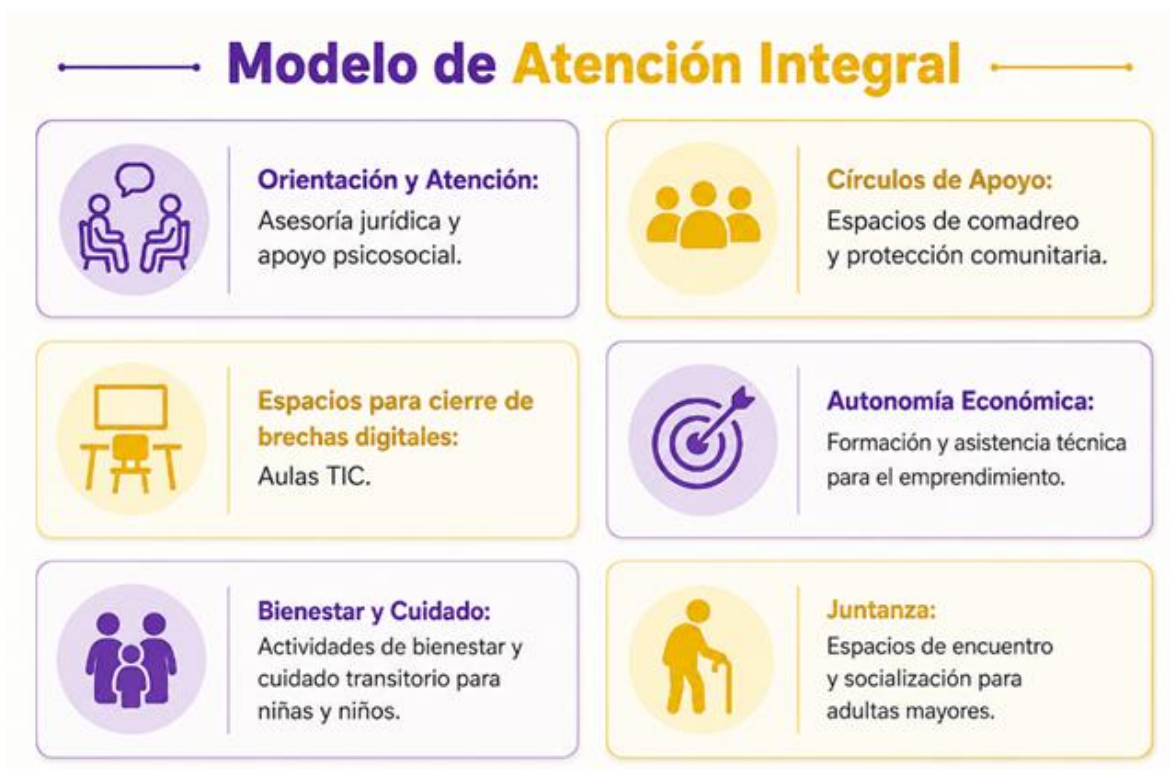 Modelo de Atención Integral
Orientación y Atención:
Asesoría jurídica y
apoyo psicosocial.
Círculos de Apoyo:
Espacios de comadreo
y protección comunitaria.
Espacios para cierre de
brechas digitales:
Aulas TIC.
Autonomía Económica:
Formación y asistencia técnica
para el emprendimiento.
Bienestar y Cuidado:
Actividades de bienestar y
cuidado transitorio para
niñas y niños.
Juntanza:
Espacios de encuentro
y socialización para
adultas mayores.